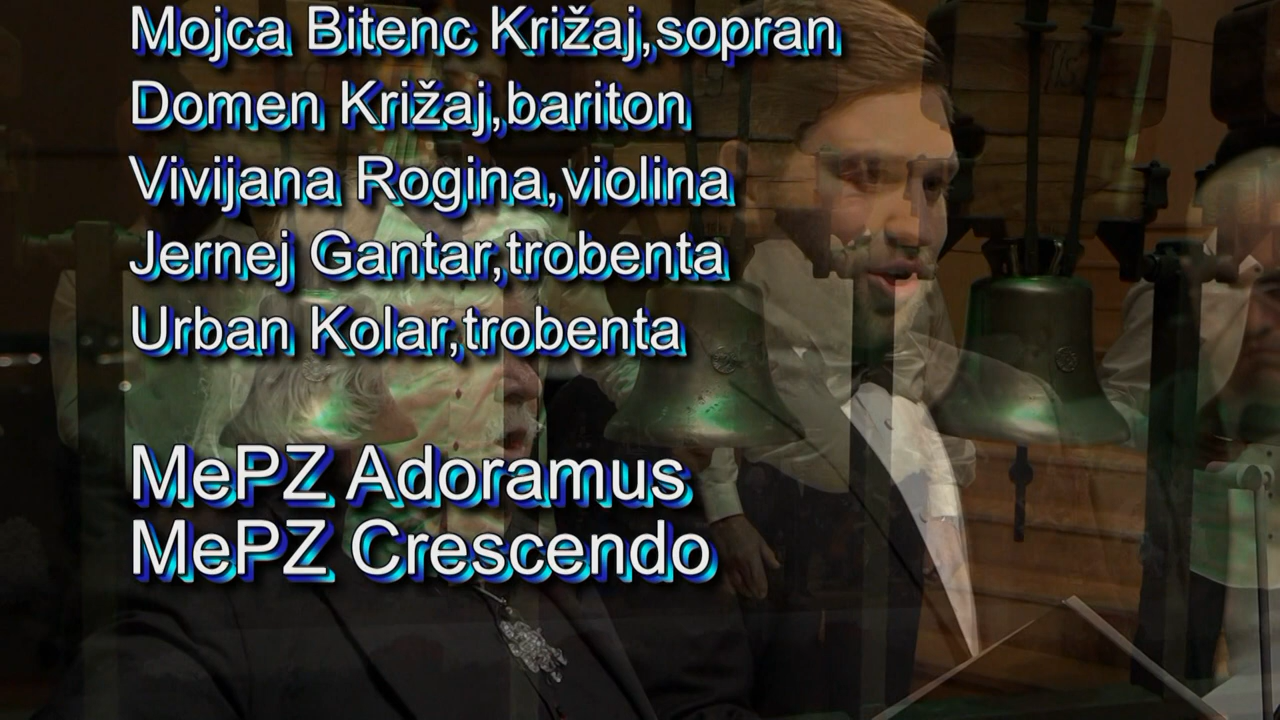 Mojca Bitenc Križaj,sopran
Domen Križaj,bariton
Vivijana Rogina,violina
Jernej Gantar,trobenta
Urban Kolar,trobenta
MePZ Adoramus
MePZ Crescendo